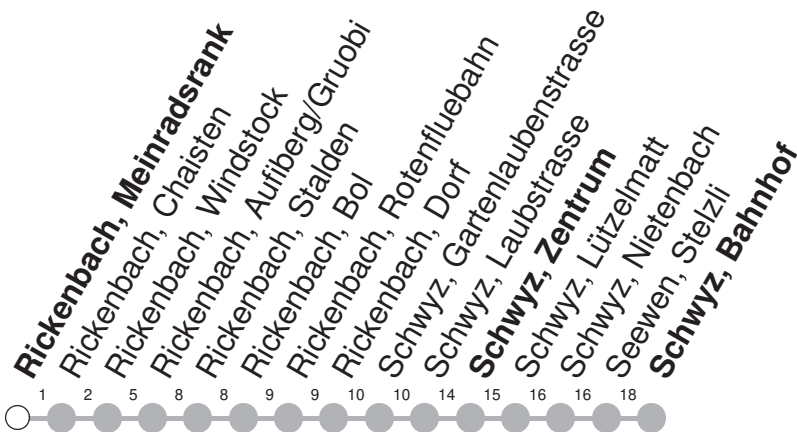 Rickenbach, Meinradsrank
Rickenbach, Chaisten
Rickenbach, Windstock
Rickenbach, Aufiberg/Gruobi
Rickenbach, Stalden
Rickenbach, Bol
Rickenbach, Rotenfluebahn
Rickenbach, Dorf
Schwyz, Gartenlaubenstrasse
Schwyz, Laubstrasse
Schwyz, Zentrum
Schwyz, Lützelmatt
Schwyz, Nietenbach
Seewen, Stelzli
Schwyz, Bahnhof
1 2 5 8 8 9 9 10 10 14 15 16 16 18